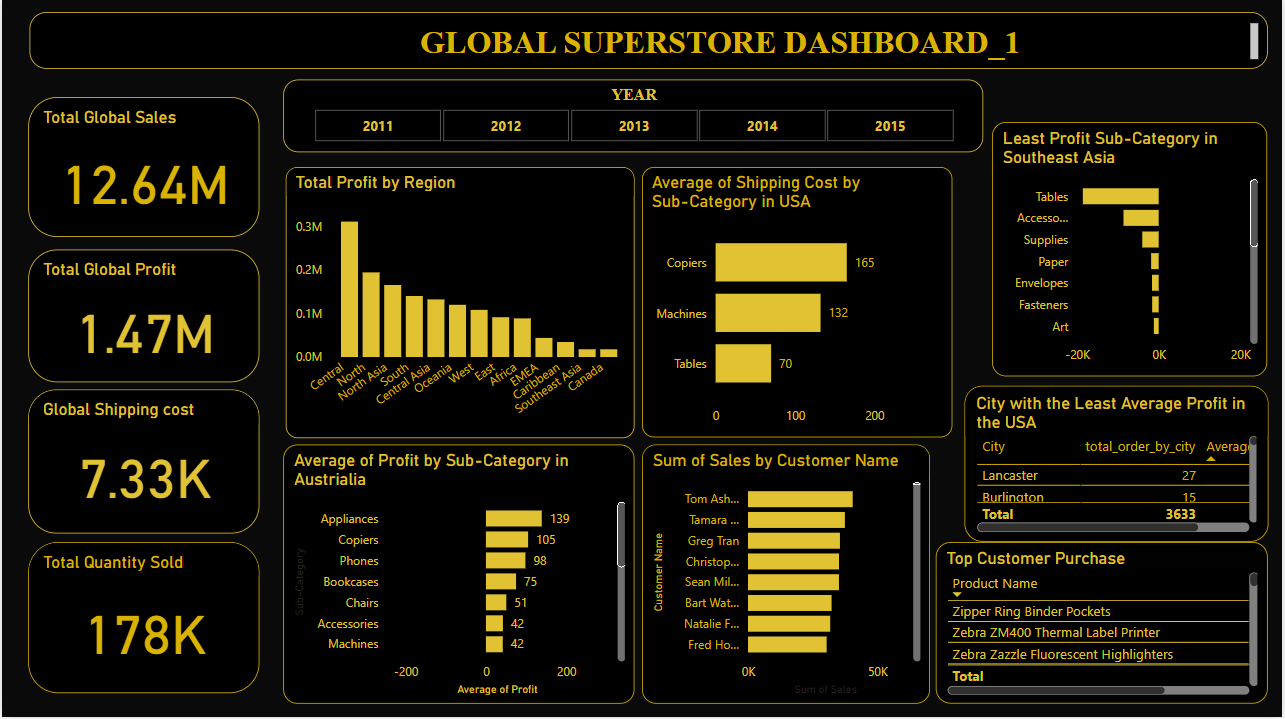 GLOBAL SUPERSTORE DASHBOARD_1
Total Global Sales
12.64M
Total Global Profit
1.47M
Global Shipping cost
7.33K
Total Quantity Sold
178K
YEAR
2011 2012 2013 2014 2015
Total Profit by Region
0.3M
0.2M
0.1M
0.0M
Central North North Asia South Central Asia Oceania West East Africa EMEA Caribbean Southeast Asia Canada
Average of Shipping Cost by
Sub-Category in USA
Copiers 165
Machines 132
Tables 70
0 100 200
Least Profit Sub-Category in
Southeast Asia
Tables
Accesso...
Supplies
Paper
Envelopes
Fasteners
Art
-20K 0K 20K
City with the Least Average Profit in
the USA
City total_order_by_city Average
Lancaster 27
Burlington 15
Total 3633
Average of Profit by Sub-Category in
Austrialia
Sub-Category
Appliances 139
Copiers 105
Phones 98
Bookcases 75
Chairs 51
Accessories 42
Machines 42
-200 0 200
Average of Profit
Sum of Sales by Customer Name
Customer Name
Tom Ash...
Tamara ...
Greg Tran
Christop...
Sean Mil...
Bart Wat...
Natalie F...
Fred Ho...
0K 50K
Sum of Sales
Top Customer Purchase
Product Name
Zipper Ring Binder Pockets
Zebra ZM400 Thermal Label Printer
Zebra Zazzle Fluorescent Highlighters
Total